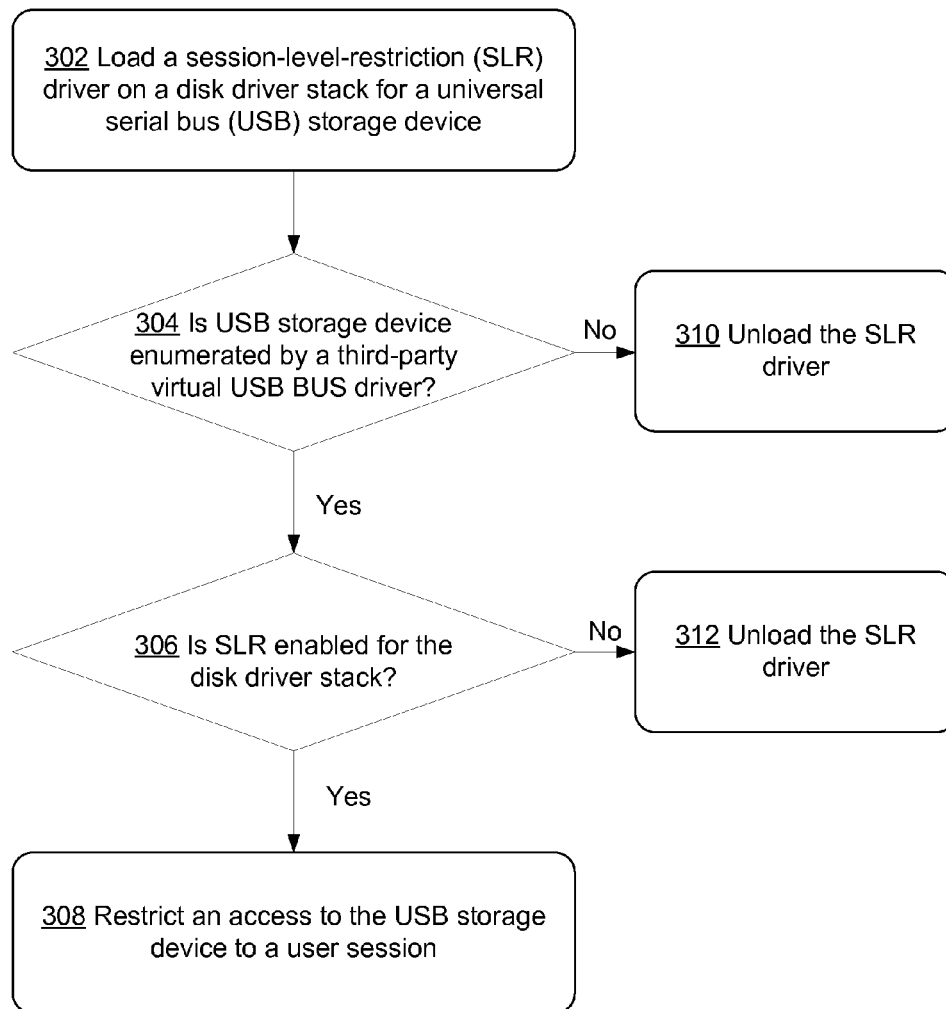 302 Load a session-level-restriction (SLR)
driver on a disk driver stack for a universal
serial bus (USB) storage device
304 Is USB storage device
enumerated by a third-party
virtual USB BUS driver?
No
310 Unload the SLR
driver
Yes
306 Is SLR enabled for the
disk driver stack?
No
312 Unload the SLR
driver
Yes
308 Restrict an access to the USB storage
device to a user session